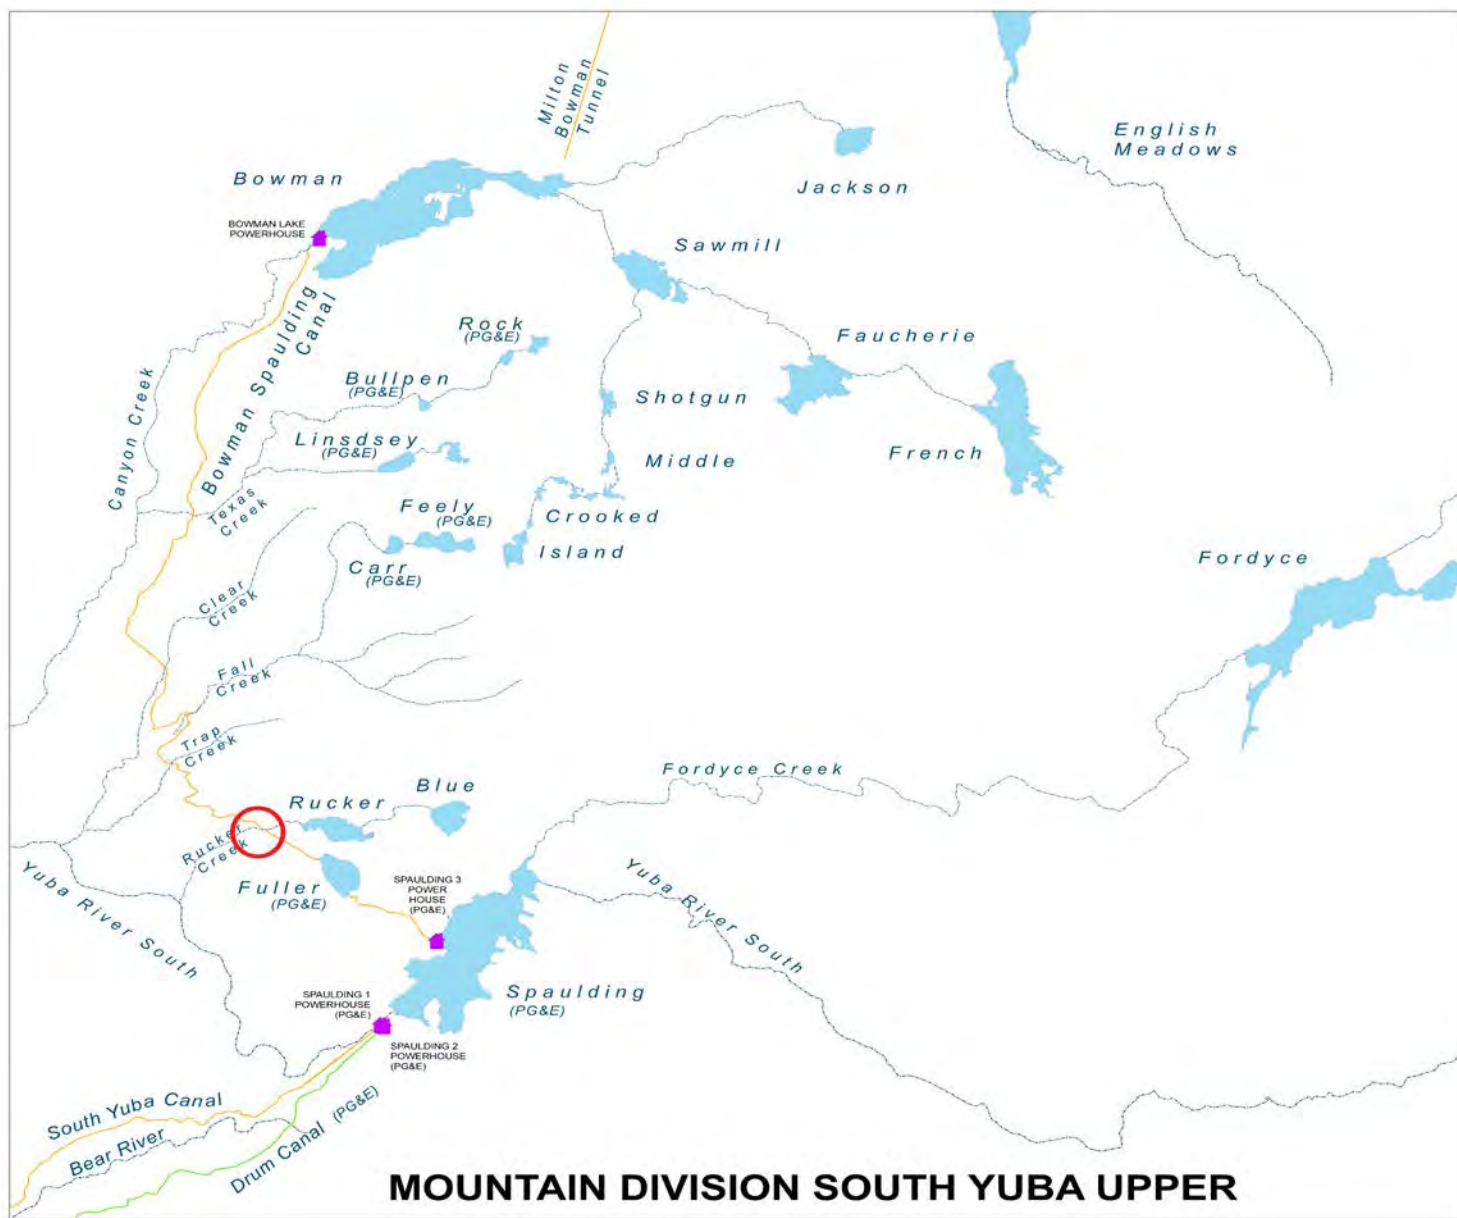 Milton
Bowman
Tunnel
English
Meadows
Bowman
Jackson
BOWMAN LAKE
POWERHOUSE
Sawmill
Bowman Spaulding
Canal
Rock
(PG&E)
Faucherie
Canyon Creek
Bullpen
(PG&E)
Shotgun
Linsdsey
(PG&E)
Middle
French
Texas
Creek
Feely
(PG&E)
Crooked
Island
Carr
(PG&E)
Fordyce
Clear
Creek
Fall
Creek
Trap
Creek
Fordyce Creek
Blue
Rucker
Rucker
Creek
Yuba River South
Fuller
(PG&E)
SPAULDING 3
POWER
HOUSE
(PG&E)
Yuba River South
Spaulding
(PG&E)
SPAULDING 1
POWERHOUSE
(PG&E)
SPAULDING 2
POWERHOUSE
(PG&E)
South Yuba Canal
Bear River
Drum Canal (PG&E)
MOUNTAIN DIVISION SOUTH YUBA UPPER